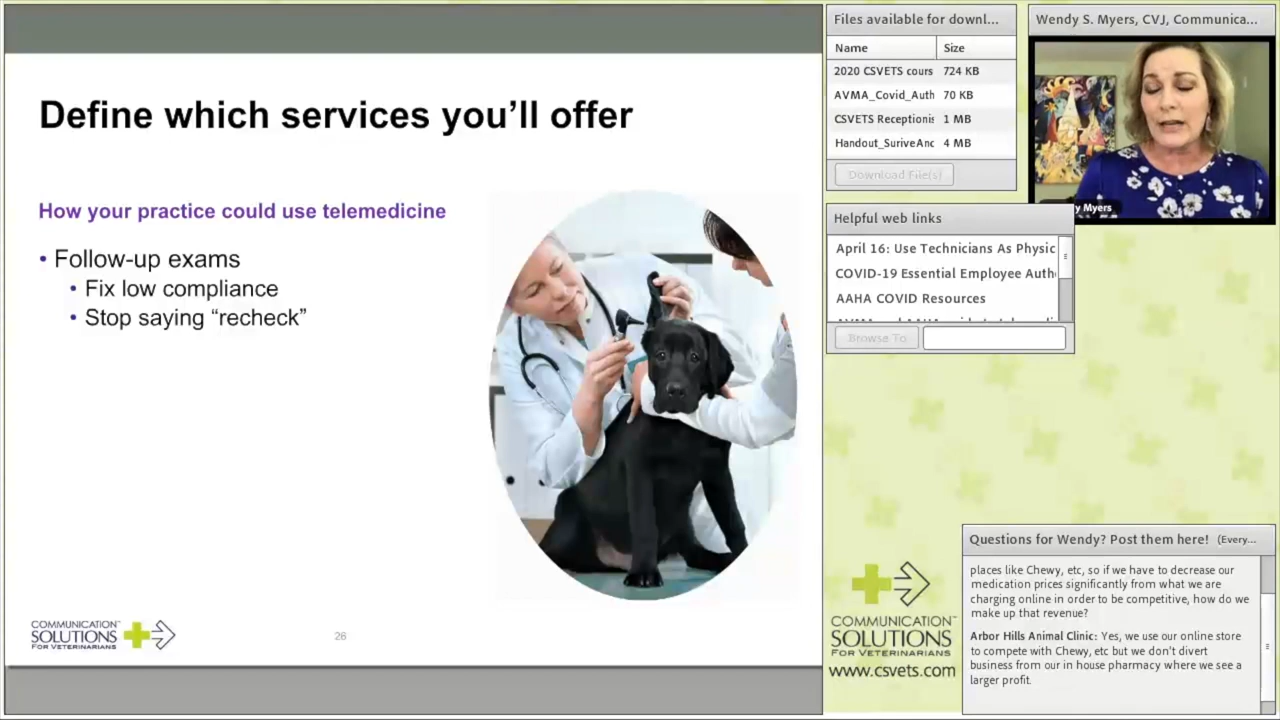 Define which services you'll offer
How your practice could use telemedicine
• Follow-up exams
• Fix low compliance
• Stop saying “recheck”
COMMUNICATION
SOLUTIONS
FOR VETERINARIANS
26
Files available for downl...
Name Size
2020 CSVETS cours 724 KB
AVMA_Covid_Auth 70 KB
CSVETS Receptionis 1 MB
Handout_SuriveAnc 4 MB
Download File(s)
Wendy S. Myers, CVJ, Communica...
y Myers
Helpful web links
April 16: Use Technicians As Physic
COVID-19 Essential Employee Auth
AAHA COVID Resources
Browse To
COMMUNICATION™
SOLUTIONS
FOR VETERINARIANS
www.csvets.com
Questions for Wendy? Post them here! (Every...
places like Chewy, etc, so if we have to decrease our
medication prices significantly from what we are
charging online in order to be competitive, how do we
make up that revenue?
Arbor Hills Animal Clinic: Yes, we use our online store
to compete with Chewy, etc but we don't divert
business from our in house pharmacy where we see a
larger profit.